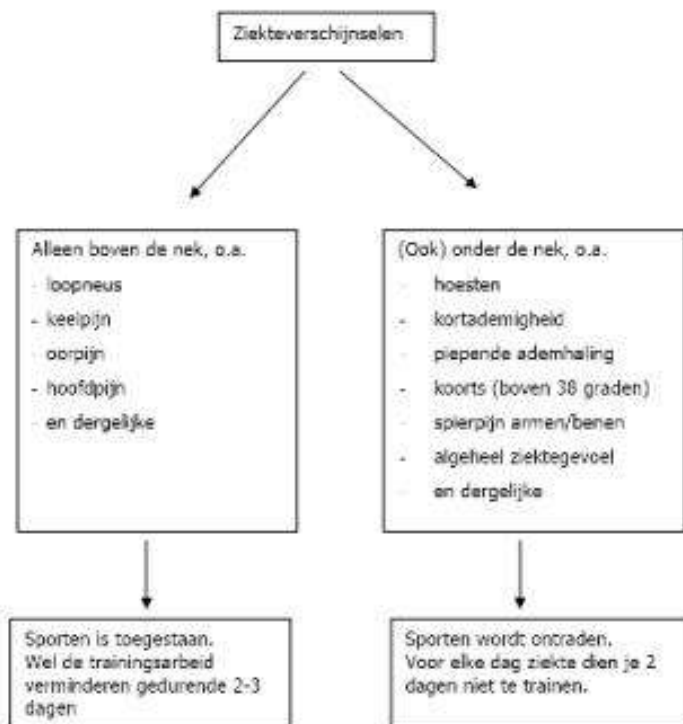 Ziekteverschijnselen
Alleen boven de nek, o.a.
- loopneus
- keelpijn
- oorpijn
- hoofdpijn
- en dergelijke
(Ook) onder de nek, o.a.
- hoesten
- kortademigheid
- piepende ademhaling
- koorts (boven 38 graden)
- spierpijn armen/benen
- algeheel ziektegevoel
- en dergelijke
Sporten is toegestaan.
Wel de trainingsarbeid
verminderen gedurende 2-3
dagen
Sporten wordt ontraden.
Voor elke dag ziekte dien je 2
dagen niet te trainen.